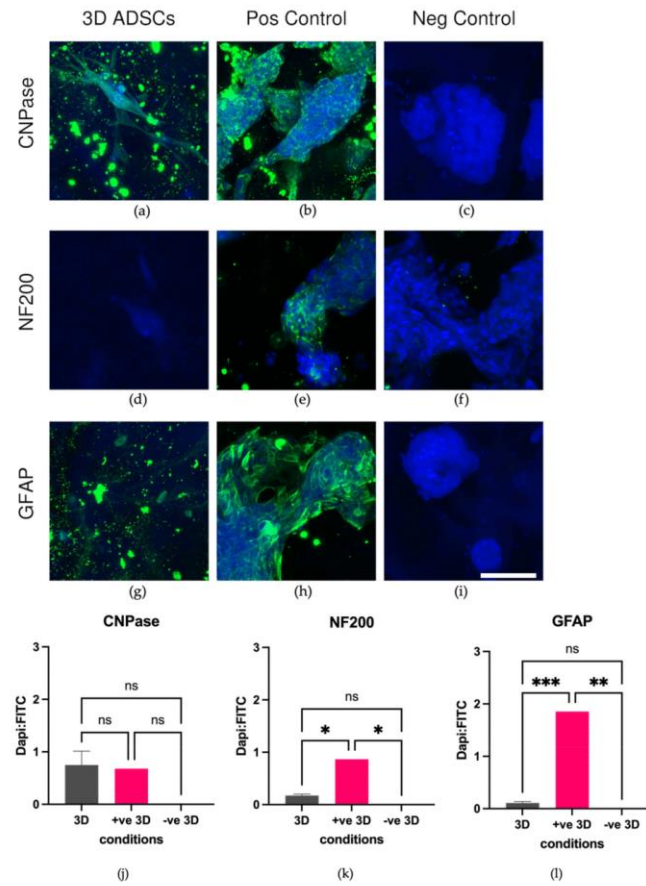 3D ADSCs Pos Control Neg Control
CNPase
(a) (b) (c)
NF200
(d) (e) (f)
GFAP
(g) (h) (i)
CNPase
Dapi:FITC
3
2
1
0
ns
ns ns
3D +ve 3D -ve 3D
conditions
(j)
NF200
Dapi:FITC
3
2
1
0
ns
* *
3D +ve 3D -ve 3D
conditions
(k)
GFAP
Dapi:FITC
3
2
1
0
ns
*** **
3D +ve 3D -ve 3D
conditions
(l)